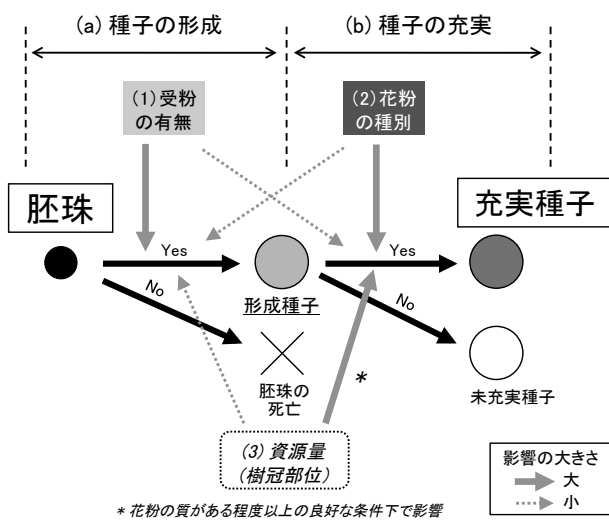 (a) 種子の形成
(b) 種子の充実
(1)受粉
の有無
(2)花粉
の種別
胚珠
充実種子
Yes
Yes
No
No
形成種子
胚珠の
死亡
*
未充実種子
(3) 資源量
(樹冠部位)
影響の大きさ
大
小
* 花粉の質がある程度以上の良好な条件下で影響